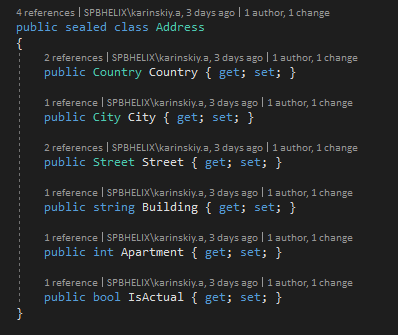 4 references | SPBHELIX\karinskiy.a, 3 days ago | 1 author, 1 change
public sealed class Address
{
2 references | SPBHELIX\karinskiy.a, 3 days ago | 1 author, 1 change
public Country Country { get; set; }
1 reference | SPBHELIX\karinskiy.a, 3 days ago | 1 author, 1 change
public City City { get; set; }
2 references | SPBHELIX\karinskiy.a, 3 days ago | 1 author, 1 change
public Street Street { get; set; }
1 reference | SPBHELIX\karinskiy.a, 3 days ago | 1 author, 1 change
public string Building { get; set; }
1 reference | SPBHELIX\karinskiy.a, 3 days ago | 1 author, 1 change
public int Apartment { get; set; }
1 reference | SPBHELIX\karinskiy.a, 3 days ago | 1 author, 1 change
public bool IsActual { get; set; }
}